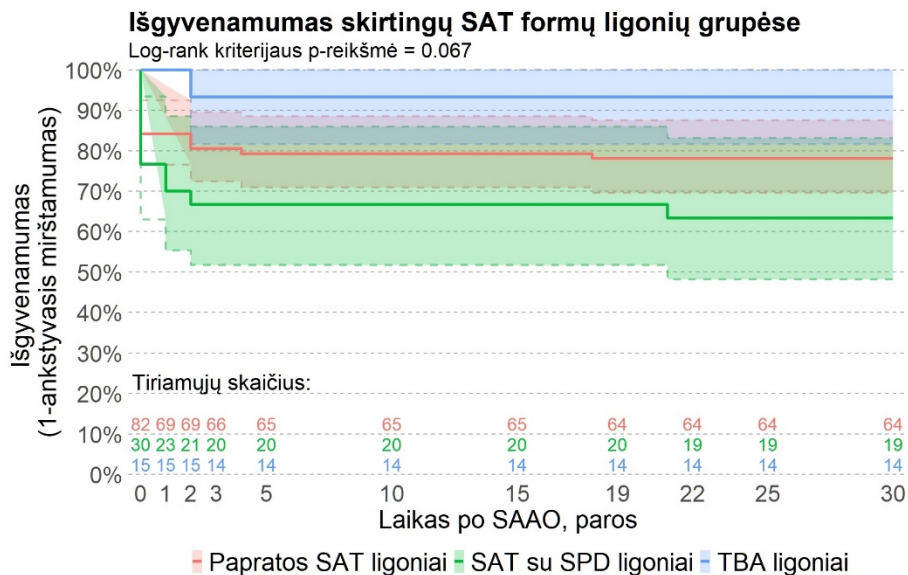 Išgyvenamumas skirtingų SAT formų ligonių grupėse
Log-rank kriterijaus p-reikšmė = 0.067
Išgyvenamumas
(1-ankstyvasis mirštamumas)
100%
90%
80%
70%
60%
50%
40%
30%
20%
10%
0%
Tiriamųjų skaičius:
82 69 69 66 65 65 65 64 64 64 64
30 23 21 20 20 20 20 20 19 19 19
15 15 15 14 14 14 14 14 14 14 14
0 1 2 3 5 10 15 19 22 25 30
Laikas po SAAO, paros
Papratos SAT ligoniai SAT su SPD ligoniai TBA ligoniai